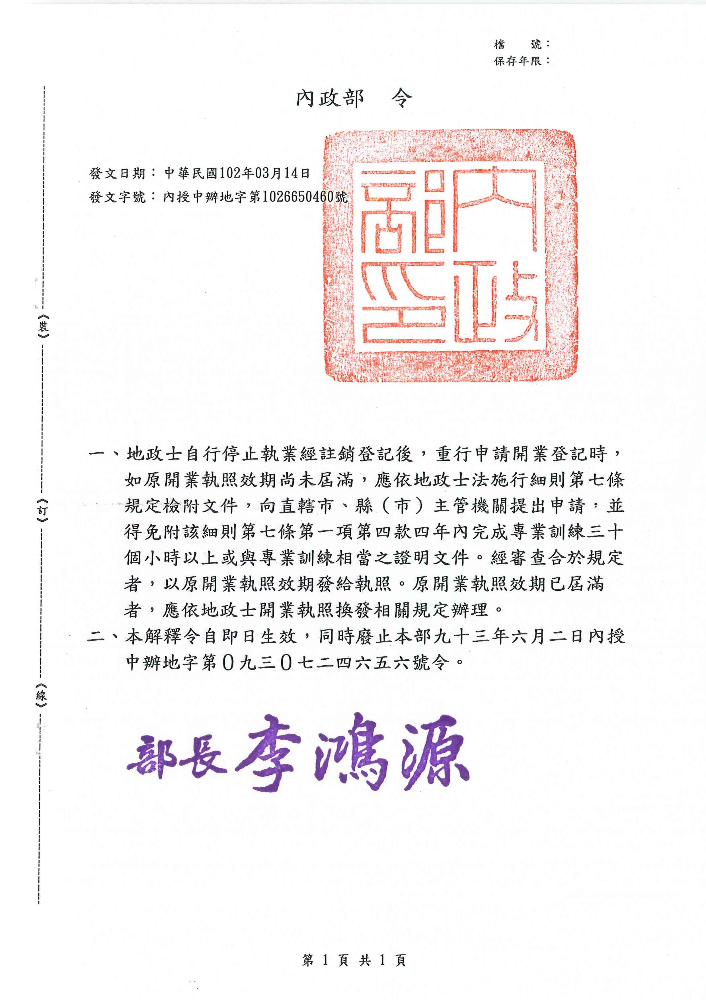 檔　　號：
保存年限：
內政部　令
發文日期：中華民國102年03月14日
發文字號：內授中辦地字第1026650460號
內政部印
一、地政士自行停止執業經註銷登記後，重行申請開業登記時，
如原開業執照效期尚未屆滿，應依地政士法施行細則第七條
規定檢附文件，向直轄市、縣（市）主管機關提出申請，並
得免附該細則第七條第一項第四款四年內完成專業訓練三十
個小時以上或與專業訓練相當之證明文件。經審查合於規定
者，以原開業執照效期發給執照。原開業執照效期已屆滿
者，應依地政士開業執照換發相關規定辦理。
二、本解釋令自即日生效，同時廢止本部九十三年六月二日內授
中辦地字第０九三０七二四六五六號令。
部長李鴻源
《裝》
《訂》
《線》
第 1 頁 共 1 頁